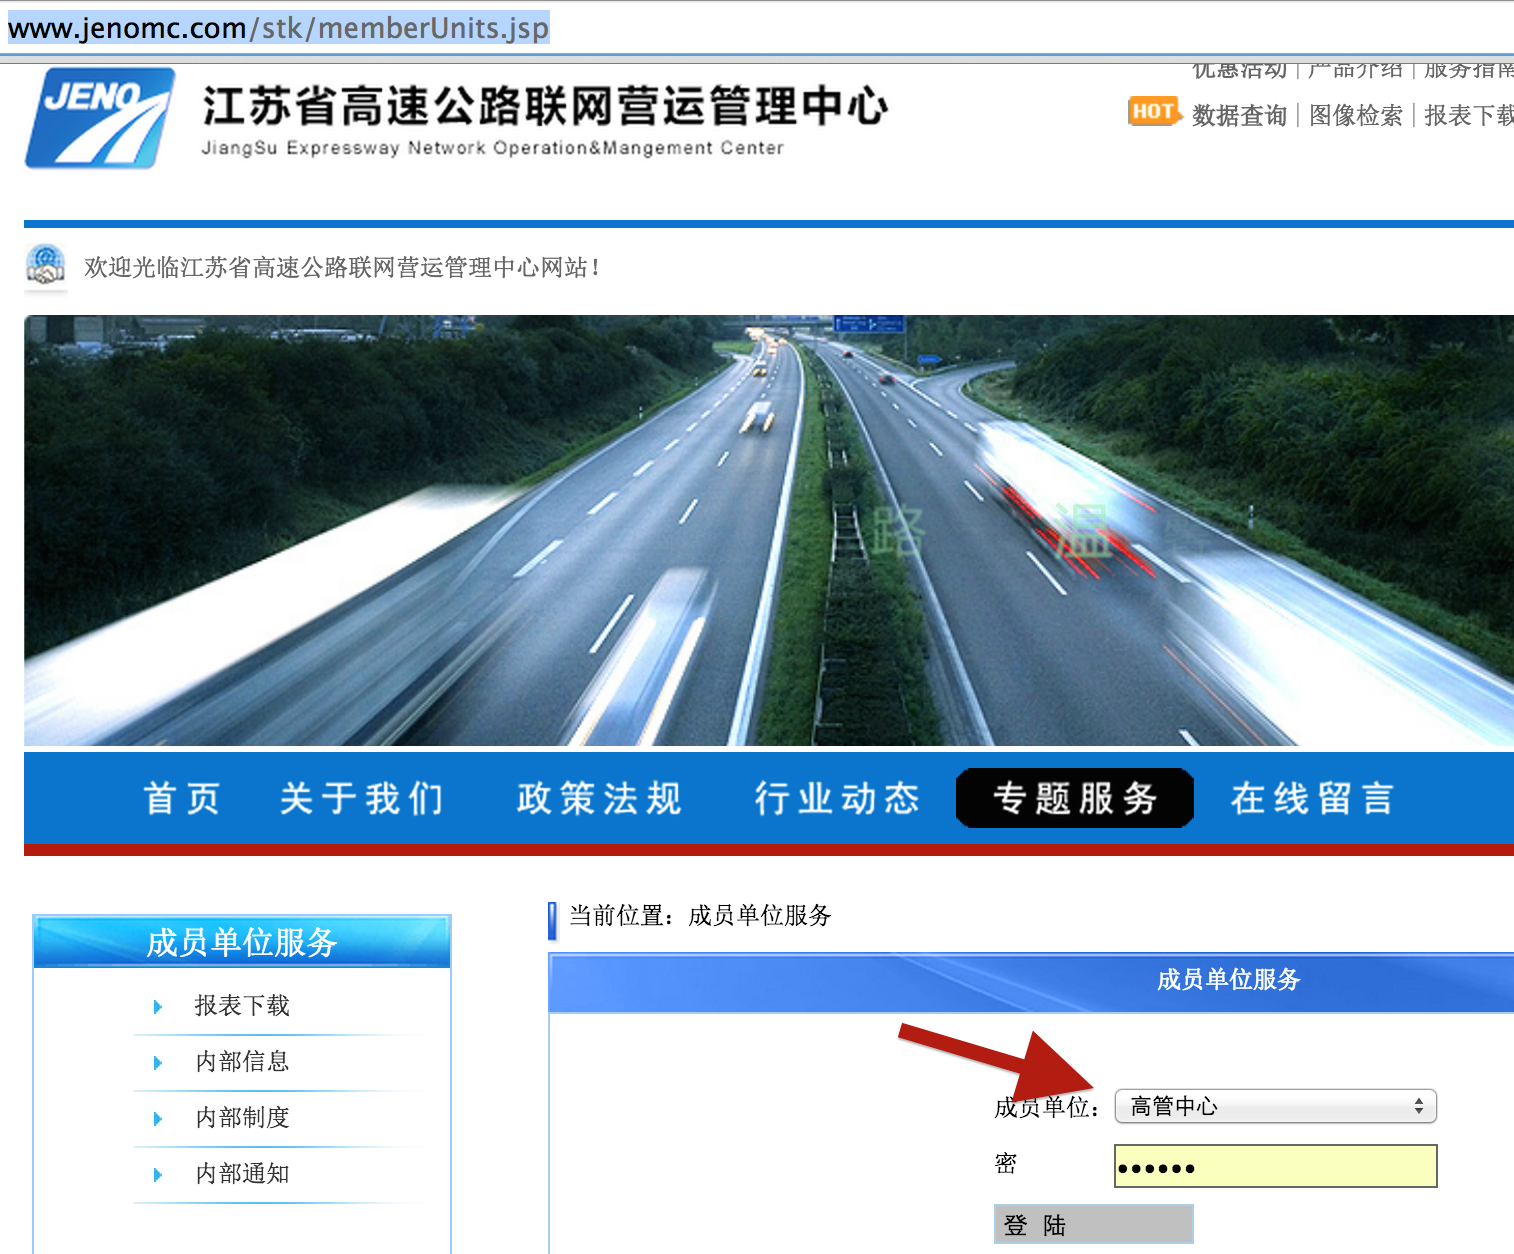 www.jenomc.com/stk/memberUnits.jsp
优惠活动 | 产品介绍 | 服务指南
JENO
江苏省高速公路联网营运管理中心
JiangSu Expressway Network Operation&Mangement Center
HOT 数据查询 | 图像检索 | 报表下载
欢迎光临江苏省高速公路联网营运管理中心网站!
路 温
首页 关于我们 政策法规 行业动态 专题服务 在线留言
成员单位服务
报表下载
内部信息
内部制度
内部通知
当前位置：成员单位服务
成员单位服务
成员单位： 高管中心
密 ••••••
登 陆